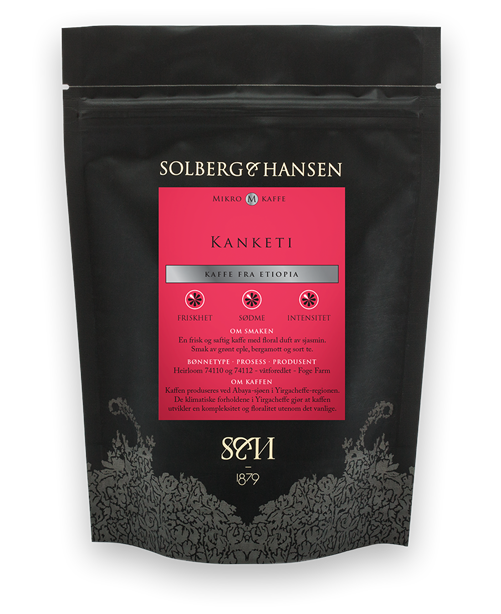 SOLBERG & HANSEN
MIKRO M KAFFE
KANKETI
KAFFE FRA ETIOPIA
FRISKHET SØDME INTENSITET
OM SMAKEN
En frisk og saftig kaffe med floral duft av sjasmin.
Smak av grønt eple, bergamott og sort te.
BØNNETYPE · PROSESS · PRODUSENT
Heirloom 74110 og 74112 - våtforedlet - Foge Farm
OM KAFFEN
Kaffen produseres ved Abaya-sjøen i Yirgacheffe-regionen.
De klimatiske forholdene i Yirgacheffe gjør at kaffen
utvikler en kompleksitet og floralitet utenom det vanlige.
S&H
1879